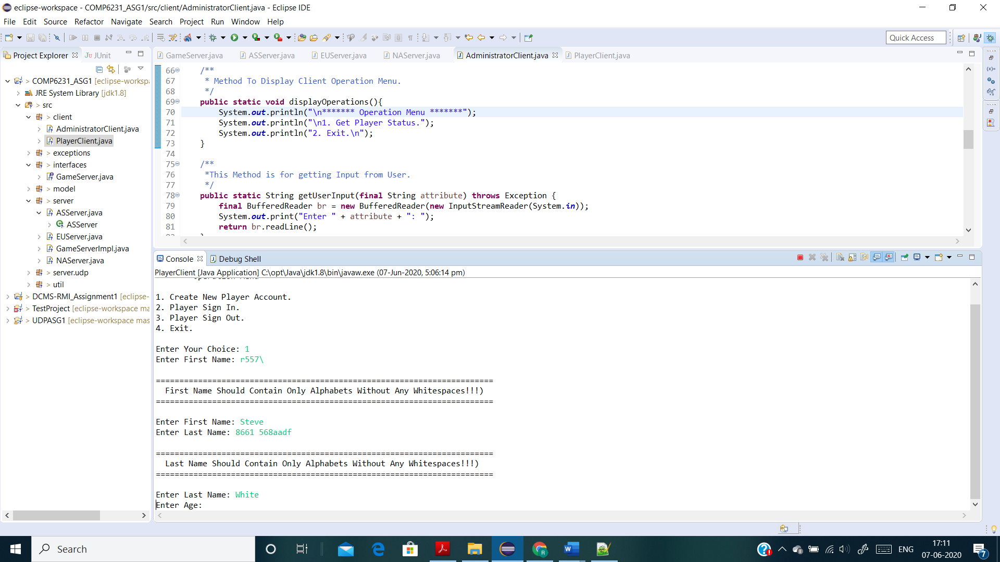 eclipse-workspace - COMP6231_ASG1/src/client/AdministratorClient.java - Eclipse IDE
File Edit Source Refactor Navigate Search Project Run Window Help
Quick Access
Project Explorer JUnit
GameServer.java ASServer.java EUServer.java NAServer.java AdministratorClient.java PlayerClient.java
> COMP6231_ASG1 [eclipse-workspa
JRE System Library [jdk1.8]
> src
> client
AdministratorClient.java
PlayerClient.java
> exceptions
> interfaces
GameServer.java
> model
> server
ASServer.java
ASServer
EUServer.java
GameServerImpl.java
NAServer.java
> server.udp
> util
> DCMS-RMI_Assignment1 [eclipse-
> TestProject [eclipse-workspace ma
> UDPASG1 [eclipse-workspace mas
66 /**
67 * Method To Display Client Operation Menu.
68 */
69 public static void displayOperations(){
70 System.out.println("\n******* Operation Menu *******");
71 System.out.println("\n1. Get Player Status.");
72 System.out.println("2. Exit.\n");
73 }
74
75 /**
76 *This Method is for getting Input from User.
77 */
78 public static String getUserInput(final String attribute) throws Exception {
79 final BufferedReader br = new BufferedReader(new InputStreamReader(System.in));
80 System.out.print("Enter " + attribute + ": ");
81 return br.readLine();
Console Debug Shell
PlayerClient [Java Application] C:\opt\Java\jdk1.8\bin\javaw.exe (07-Jun-2020, 5:06:14 pm)
1. Create New Player Account.
2. Player Sign In.
3. Player Sign Out.
4. Exit.
Enter Your Choice: 1
Enter First Name: r557\
========================================================================
First Name Should Contain Only Alphabets Without Any Whitespaces!!!)
========================================================================
Enter First Name: Steve
Enter Last Name: 8661 568aadf
========================================================================
Last Name Should Contain Only Alphabets Without Any Whitespaces!!!)
========================================================================
Enter Last Name: White
Enter Age:
Search
ENG
17:11
07-06-2020
7